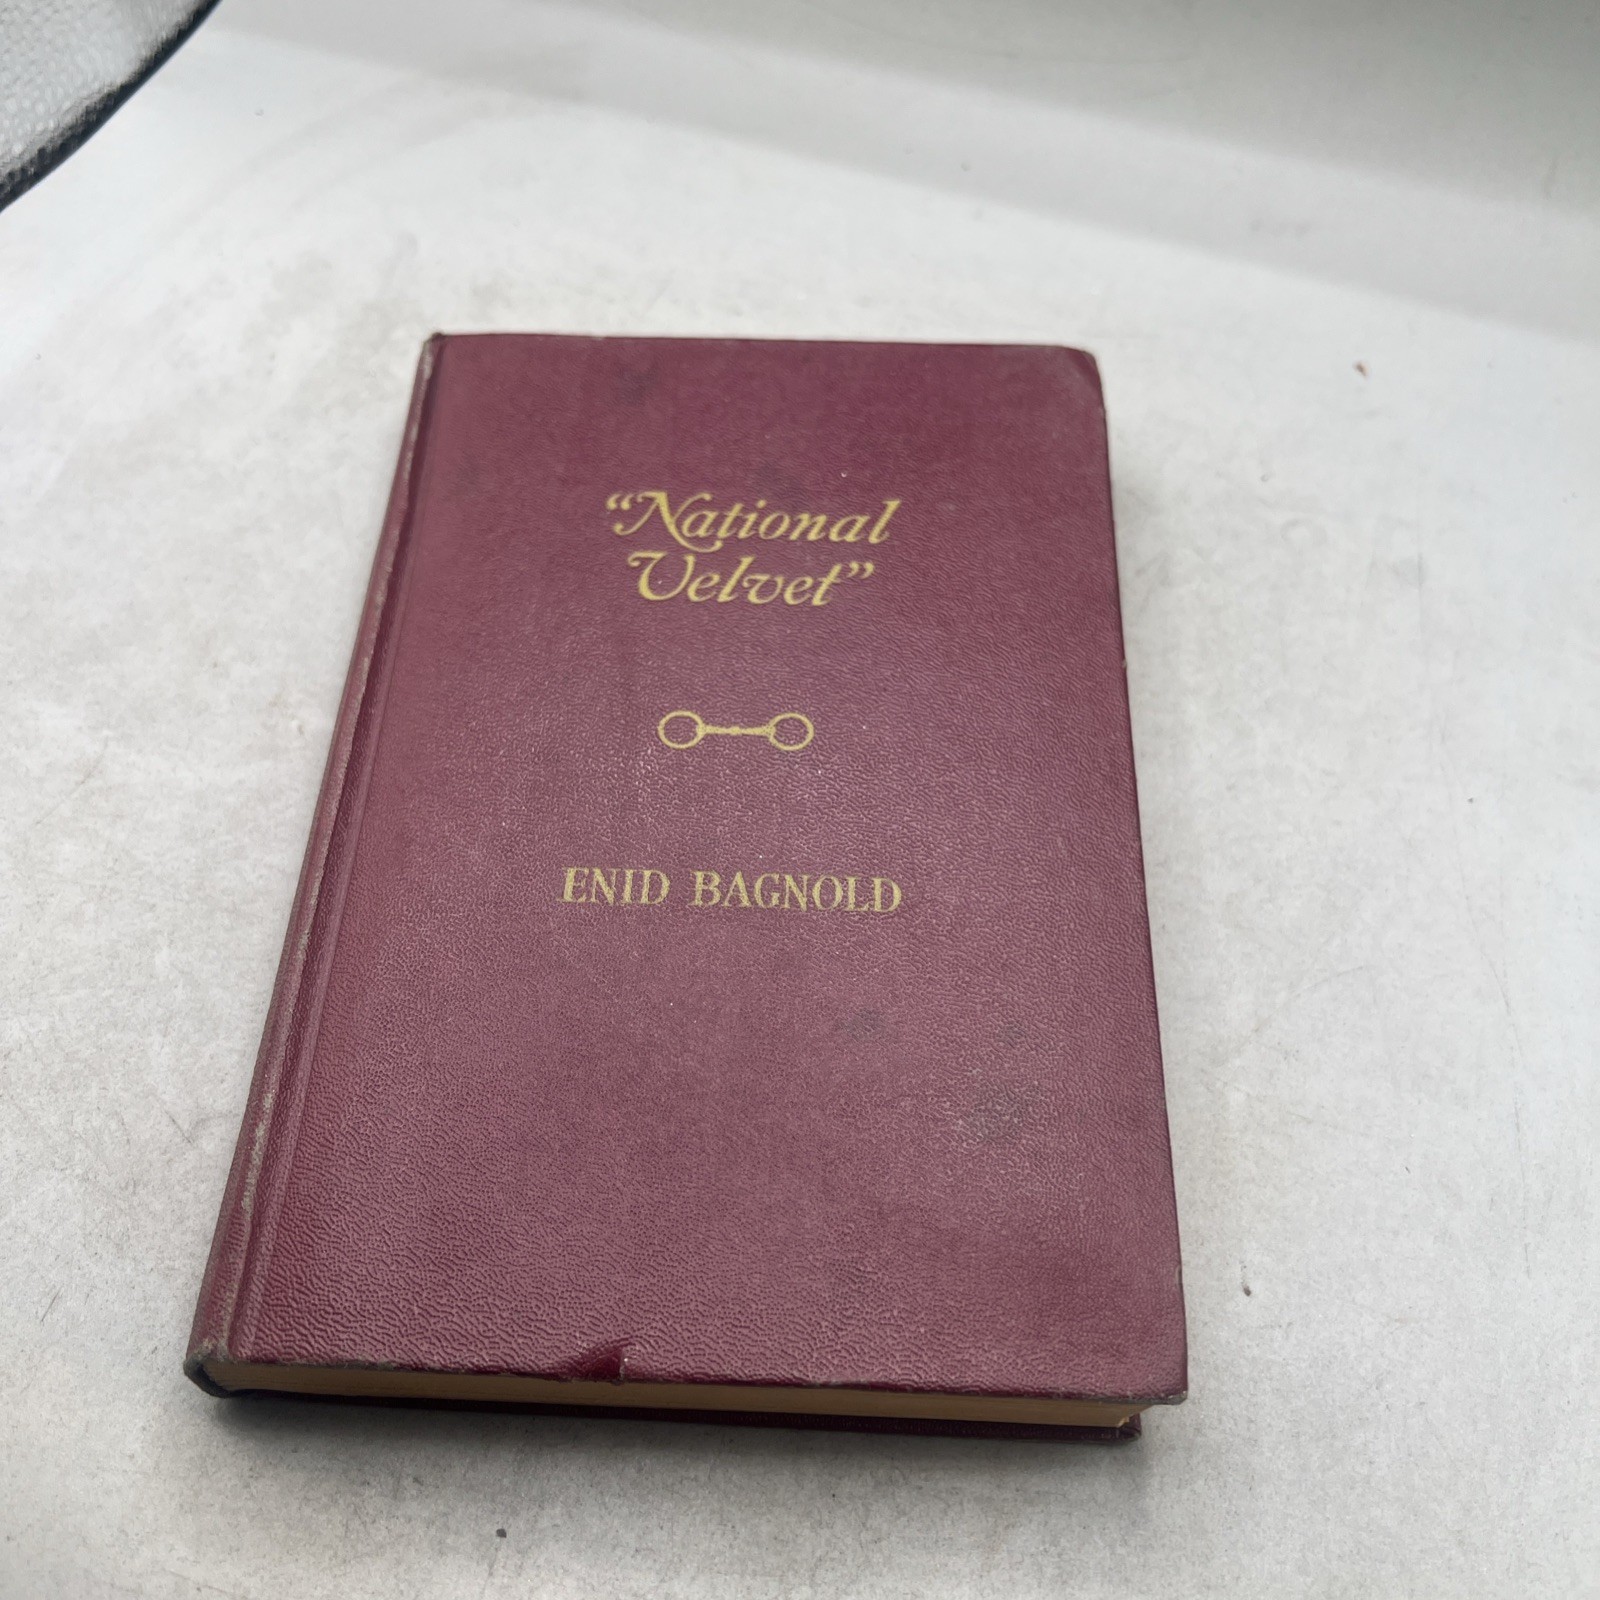 “National
Velvet”
ENID BAGNOLD